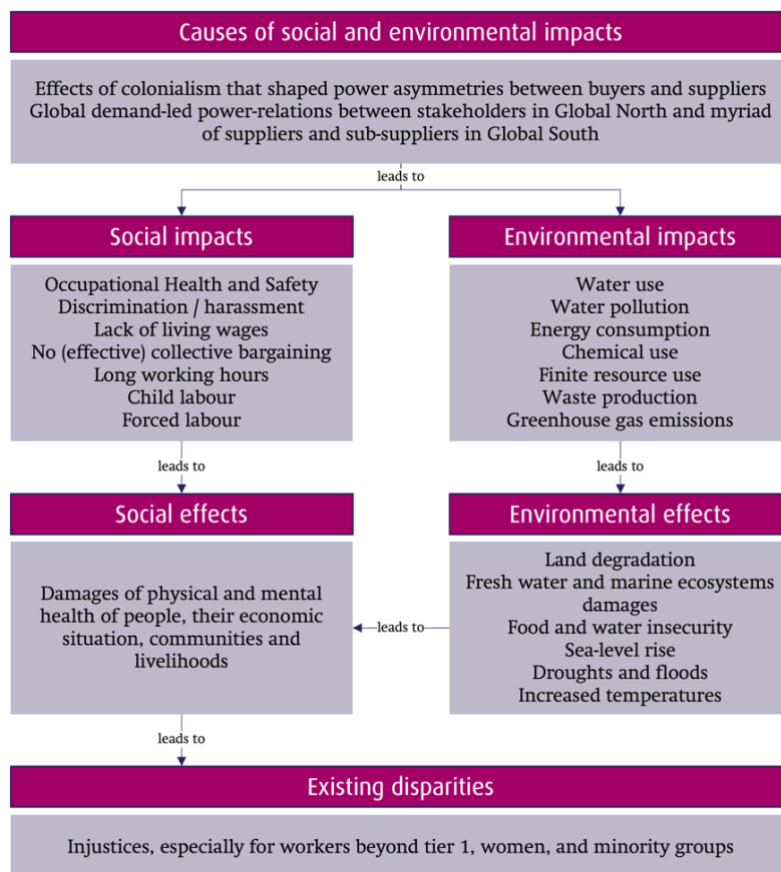 Causes of social and environmental impacts
Effects of colonialism that shaped power asymmetries between buyers and suppliers
Global demand-led power-relations between stakeholders in Global North and myriad
of suppliers and sub-suppliers in Global South
leads to
Social impacts
Occupational Health and Safety
Discrimination / harassment
Lack of living wages
No (effective) collective bargaining
Long working hours
Child labour
Forced labour
Environmental impacts
Water use
Water pollution
Energy consumption
Chemical use
Finite resource use
Waste production
Greenhouse gas emissions
leads to
leads to
Social effects
Damages of physical and mental
health of people, their economic
situation, communities and
livelihoods
leads to
Environmental effects
Land degradation
Fresh water and marine ecosystems
damages
Food and water insecurity
Sea-level rise
Droughts and floods
Increased temperatures
leads to
Existing disparities
Injustices, especially for workers beyond tier 1, women, and minority groups